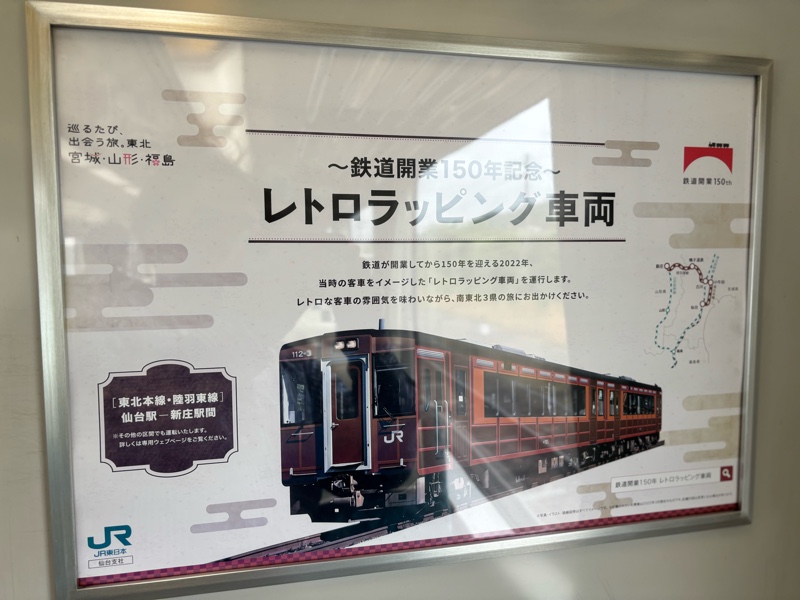 巡るたび、
出会う旅。東北
宮城・山形・福島
～鉄道開業150年記念～
レトロラッピング車両
鉄道開業150th
鉄道が開業してから150年を迎える2022年、
当時の客車をイメージした「レトロラッピング車両」を運行します。
レトロな客車の雰囲気を味わいながら、南東北3県の旅にお出かけください。
112-3
JR
［東北本線・陸羽東線］
仙台駅ー新庄駅間
※その他の区間でも運転いたします。
詳しくは専用ウェブページをご覧ください。
鉄道開業150年 レトロラッピング車両
JR
JR東日本
仙台支社